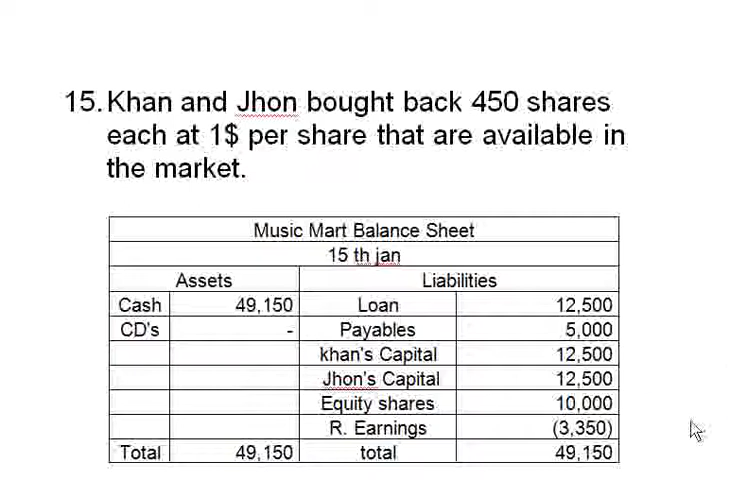 15. Khan and Jhon bought back 450 shares
each at 1$ per share that are available in
the market.
Music Mart Balance Sheet
15 th jan
Assets Liabilities
Cash 49,150 Loan 12,500
CD's - Payables 5,000
khan's Capital 12,500
Jhon's Capital 12,500
Equity shares 10,000
R. Earnings (3,350)
Total 49,150 total 49,150